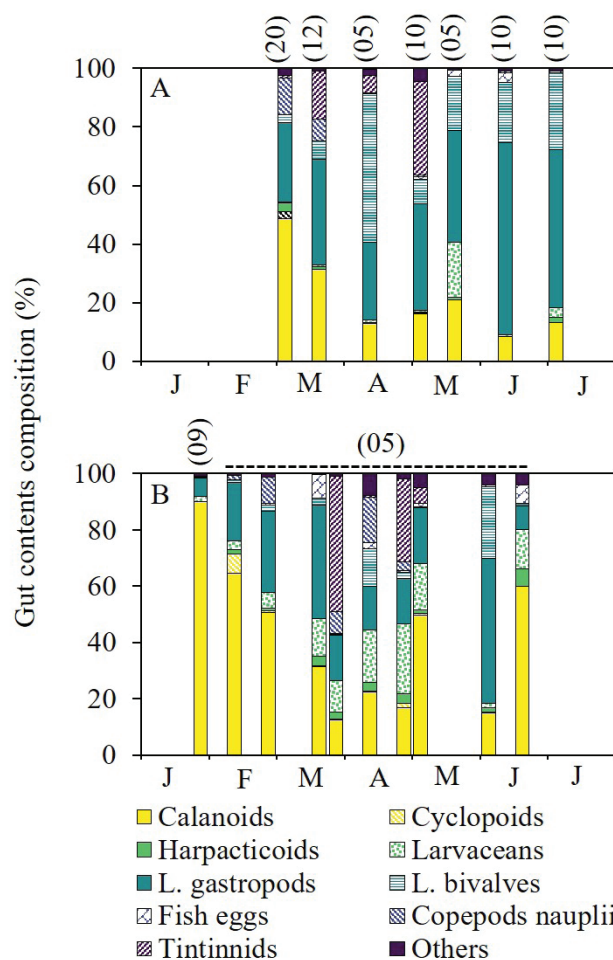 (20) (12) (05) (10) (05) (10) (10)
100
A
80
60
40
20
0
J F M A M J J
Gut contents composition (%)
(09) (05)
100
B
80
60
40
20
0
J F M A M J J
Calanoids Cyclopoids
Harpacticoids Larvaceans
L. gastropods L. bivalves
Fish eggs Copepods nauplii
Tintinnids Others